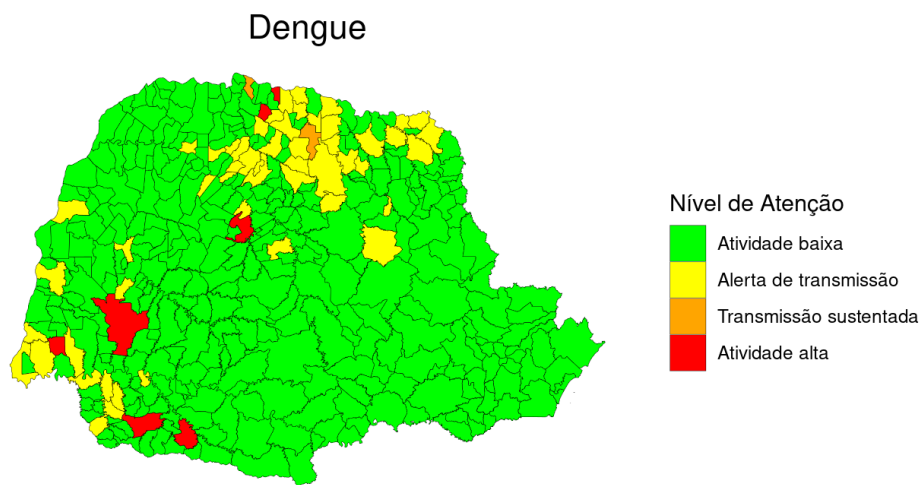 Dengue
Nível de Atenção
Atividade baixa
Alerta de transmissão
Transmissão sustentada
Atividade alta